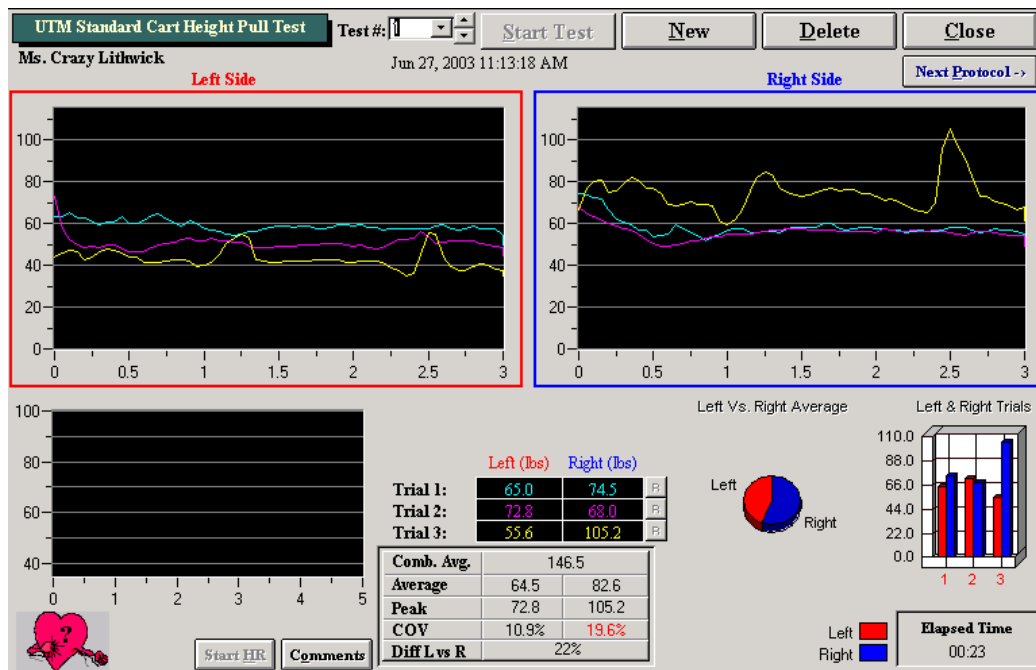 UTM Standard Cart Height Pull Test
Test #: 1
Start Test
New
Delete
Close
Ms. Crazy Lithwick
Jun 27, 2003 11:13:18 AM
Next Protocol ->
Left Side
Right Side
100
80
60
40
20
0
0 0.5 1 1.5 2 2.5 3
100
80
60
40
20
0
0 0.5 1 1.5 2 2.5 3
100
80
60
40
0 1 2 3 4 5
Left (lbs) Right (lbs)
Trial 1: 65.0 74.5 R
Trial 2: 72.8 68.0 R
Trial 3: 55.6 105.2 R
Comb. Avg. 146.5
Average 64.5 82.6
Peak 72.8 105.2
COV 10.9% 19.6%
Diff L vs R 22%
Left Vs. Right Average
Left
Right
Left & Right Trials
110.0
88.0
66.0
44.0
22.0
0.0
1 2 3
?
Start HR
Comments
Left
Right
Elapsed Time
00:23